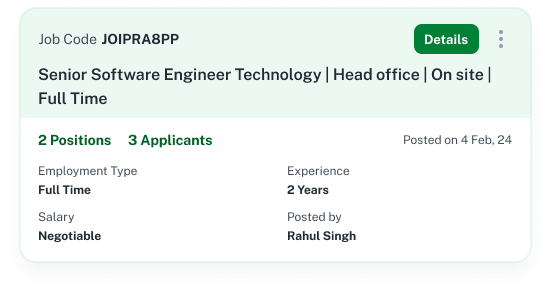 Job Code JOIPRA8PP
Details
Senior Software Engineer Technology | Head office | On site |
Full Time
2 Positions 3 Applicants
Posted on 4 Feb, 24
Employment Type
Experience
Full Time
2 Years
Salary
Posted by
Negotiable
Rahul Singh